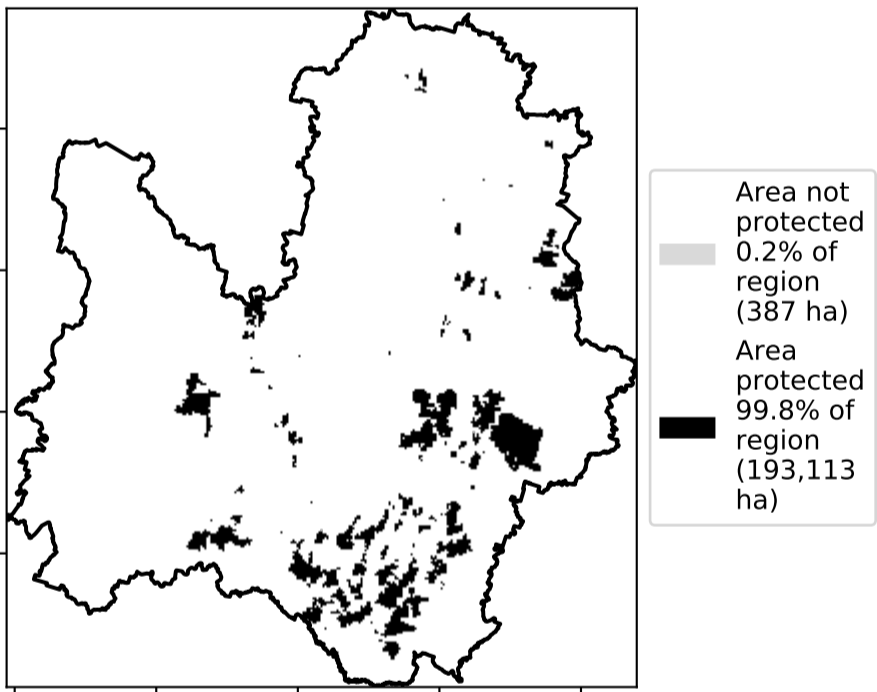 Area not
protected
0.2% of
region
(387 ha)
Area
protected
99.8% of
region
(193,113
ha)